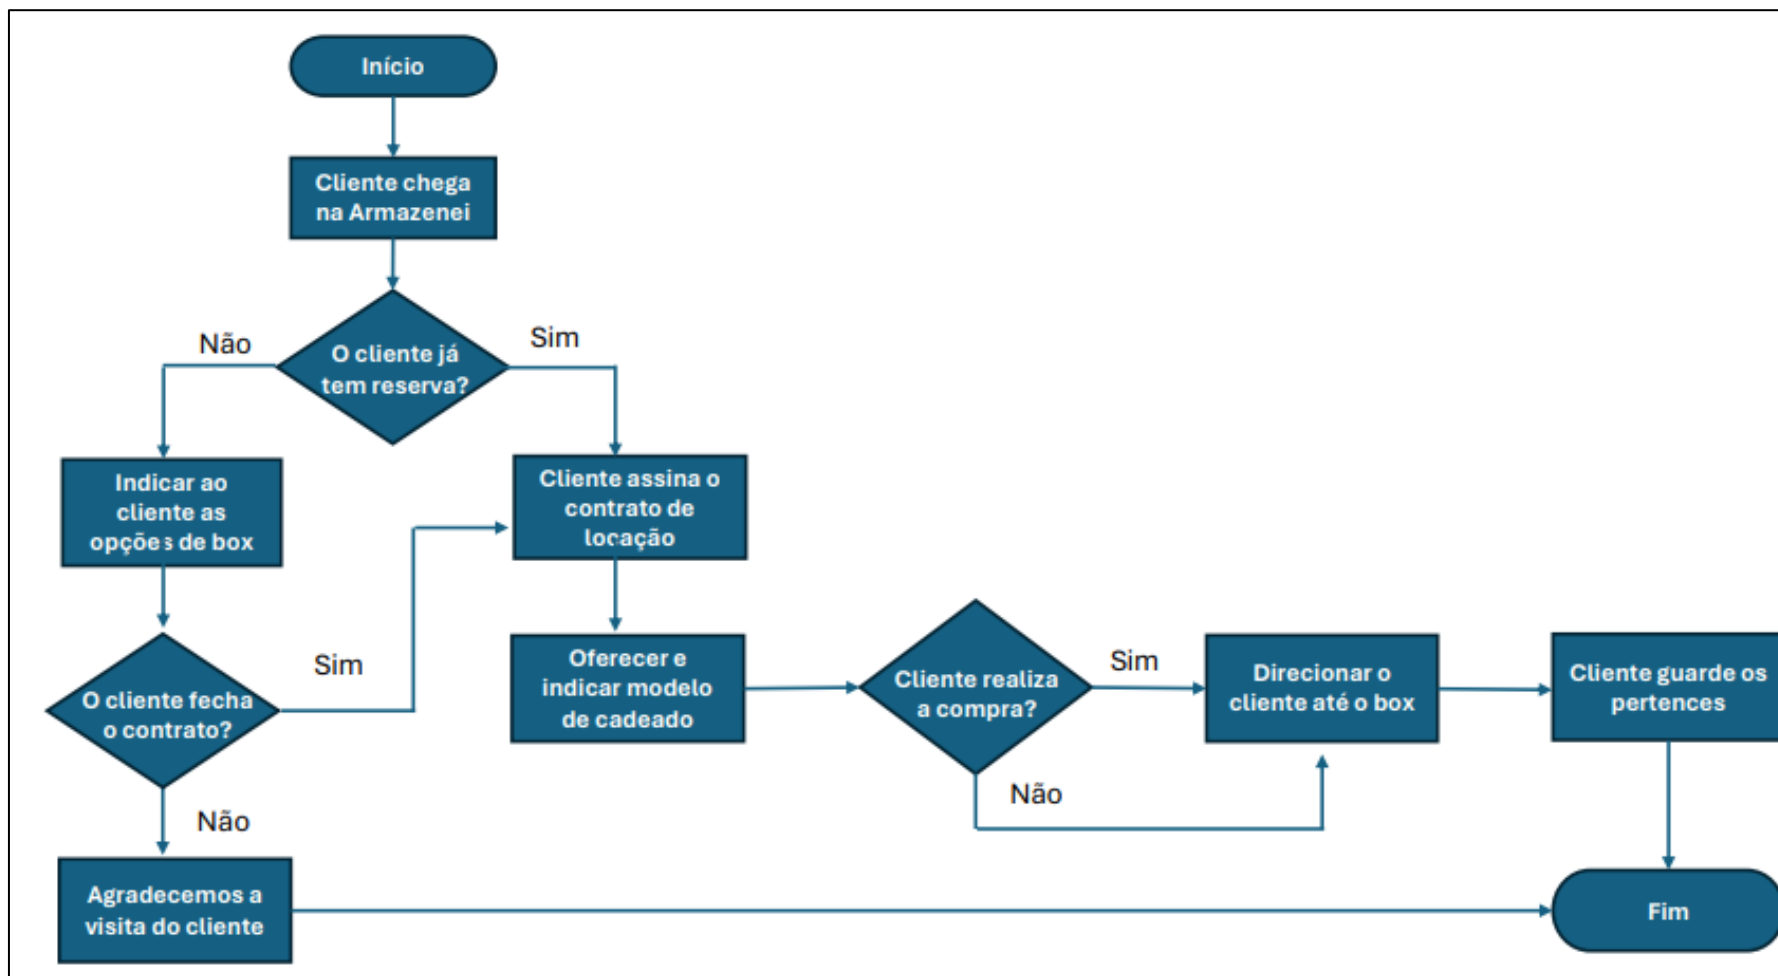 Início
Cliente chega
na Armazenei
O cliente já
tem reserva?
Não
Sim
Indicar ao
cliente as
opções de box
Cliente assina o
contrato de
locação
O cliente fecha
o contrato?
Sim
Não
Oferecer e
indicar modelo
de cadeado
Cliente realiza
a compra?
Sim
Não
Direcionar o
cliente até o box
Cliente guarde os
pertences
Agradecemos a
visita do cliente
Fim